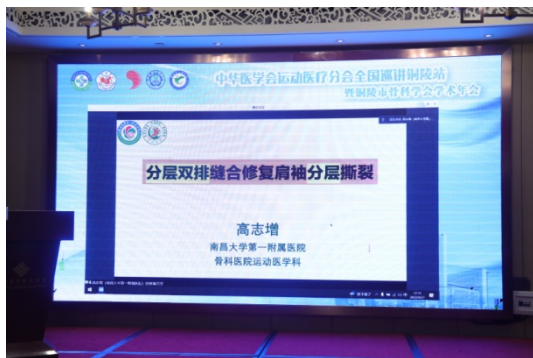 中华医学会运动医疗分会全国巡讲铜陵站
暨铜陵市骨科学会学术年会
分层双排缝合修复肩袖分层撕裂
高志增
南昌大学第一附属医院
骨科医院运动医学科